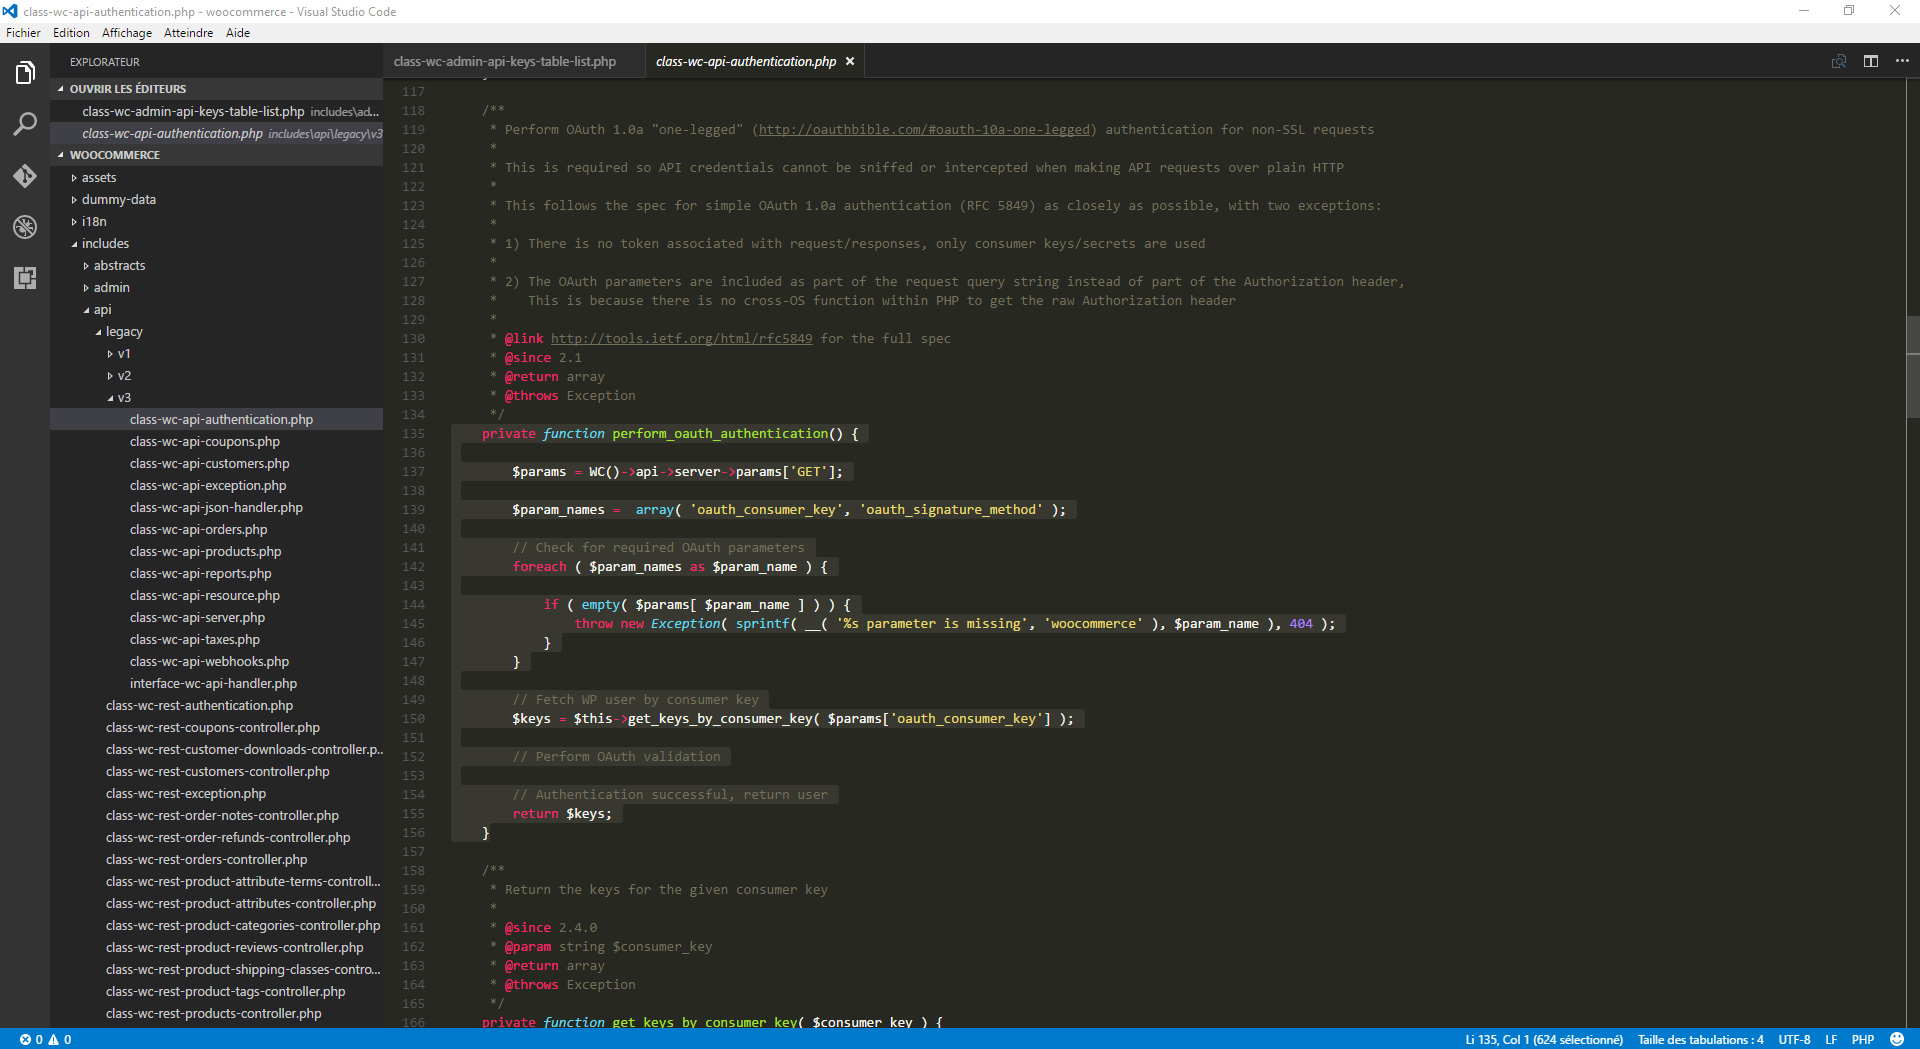 class-wc-api-authentication.php - woocommerce - Visual Studio Code
Fichier Edition Affichage Atteindre Aide
EXPLORATEUR
OUVRIR LES ÉDITEURS
class-wc-admin-api-keys-table-list.php includes\ad...
class-wc-api-authentication.php includes\api\legacy\v3
WOOCOMMERCE
assets
dummy-data
i18n
includes
abstracts
admin
api
legacy
v1
v2
v3
class-wc-api-authentication.php
class-wc-api-coupons.php
class-wc-api-customers.php
class-wc-api-exception.php
class-wc-api-json-handler.php
class-wc-api-orders.php
class-wc-api-products.php
class-wc-api-reports.php
class-wc-api-resource.php
class-wc-api-server.php
class-wc-api-taxes.php
class-wc-api-webhooks.php
interface-wc-api-handler.php
class-wc-rest-authentication.php
class-wc-rest-coupons-controller.php
class-wc-rest-customer-downloads-controller.p...
class-wc-rest-customers-controller.php
class-wc-rest-exception.php
class-wc-rest-order-notes-controller.php
class-wc-rest-order-refunds-controller.php
class-wc-rest-orders-controller.php
class-wc-rest-product-attribute-terms-controll...
class-wc-rest-product-attributes-controller.php
class-wc-rest-product-categories-controller.php
class-wc-rest-product-reviews-controller.php
class-wc-rest-product-shipping-classes-contro...
class-wc-rest-product-tags-controller.php
class-wc-rest-products-controller.php
class-wc-admin-api-keys-table-list.php class-wc-api-authentication.php
117
118 /**
119 * Perform OAuth 1.0a "one-legged" (http://oauthbible.com/#oauth-10a-one-legged) authentication for non-SSL requests
120 *
121 * This is required so API credentials cannot be sniffed or intercepted when making API requests over plain HTTP
122 *
123 * This follows the spec for simple OAuth 1.0a authentication (RFC 5849) as closely as possible, with two exceptions:
124 *
125 * 1) There is no token associated with request/responses, only consumer keys/secrets are used
126 *
127 * 2) The OAuth parameters are included as part of the request query string instead of part of the Authorization header,
128 *    This is because there is no cross-OS function within PHP to get the raw Authorization header
129 *
130 * @link http://tools.ietf.org/html/rfc5849 for the full spec
131 * @since 2.1
132 * @return array
133 * @throws Exception
134 */
135 private function perform_oauth_authentication() {
136
137 $params = WC()->api->server->params['GET'];
138
139 $param_names =  array( 'oauth_consumer_key', 'oauth_signature_method' );
140
141 // Check for required OAuth parameters
142 foreach ( $param_names as $param_name ) {
143
144 if ( empty( $params[ $param_name ] ) ) {
145 throw new Exception( sprintf( __( '%s parameter is missing', 'woocommerce' ), $param_name ), 404 );
146 }
147 }
148
149 // Fetch WP user by consumer key
150 $keys = $this->get_keys_by_consumer_key( $params['oauth_consumer_key'] );
151
152 // Perform OAuth validation
153
154 // Authentication successful, return user
155 return $keys;
156 }
157
158 /**
159 * Return the keys for the given consumer key
160 *
161 * @since 2.4.0
162 * @param string $consumer_key
163 * @return array
164 * @throws Exception
165 */
166 private function get_keys_by_consumer_key( $consumer_key ) {
0 0 Li 135, Col 1 (624 sélectionné) Taille des tabulations : 4 UTF-8 LF PHP